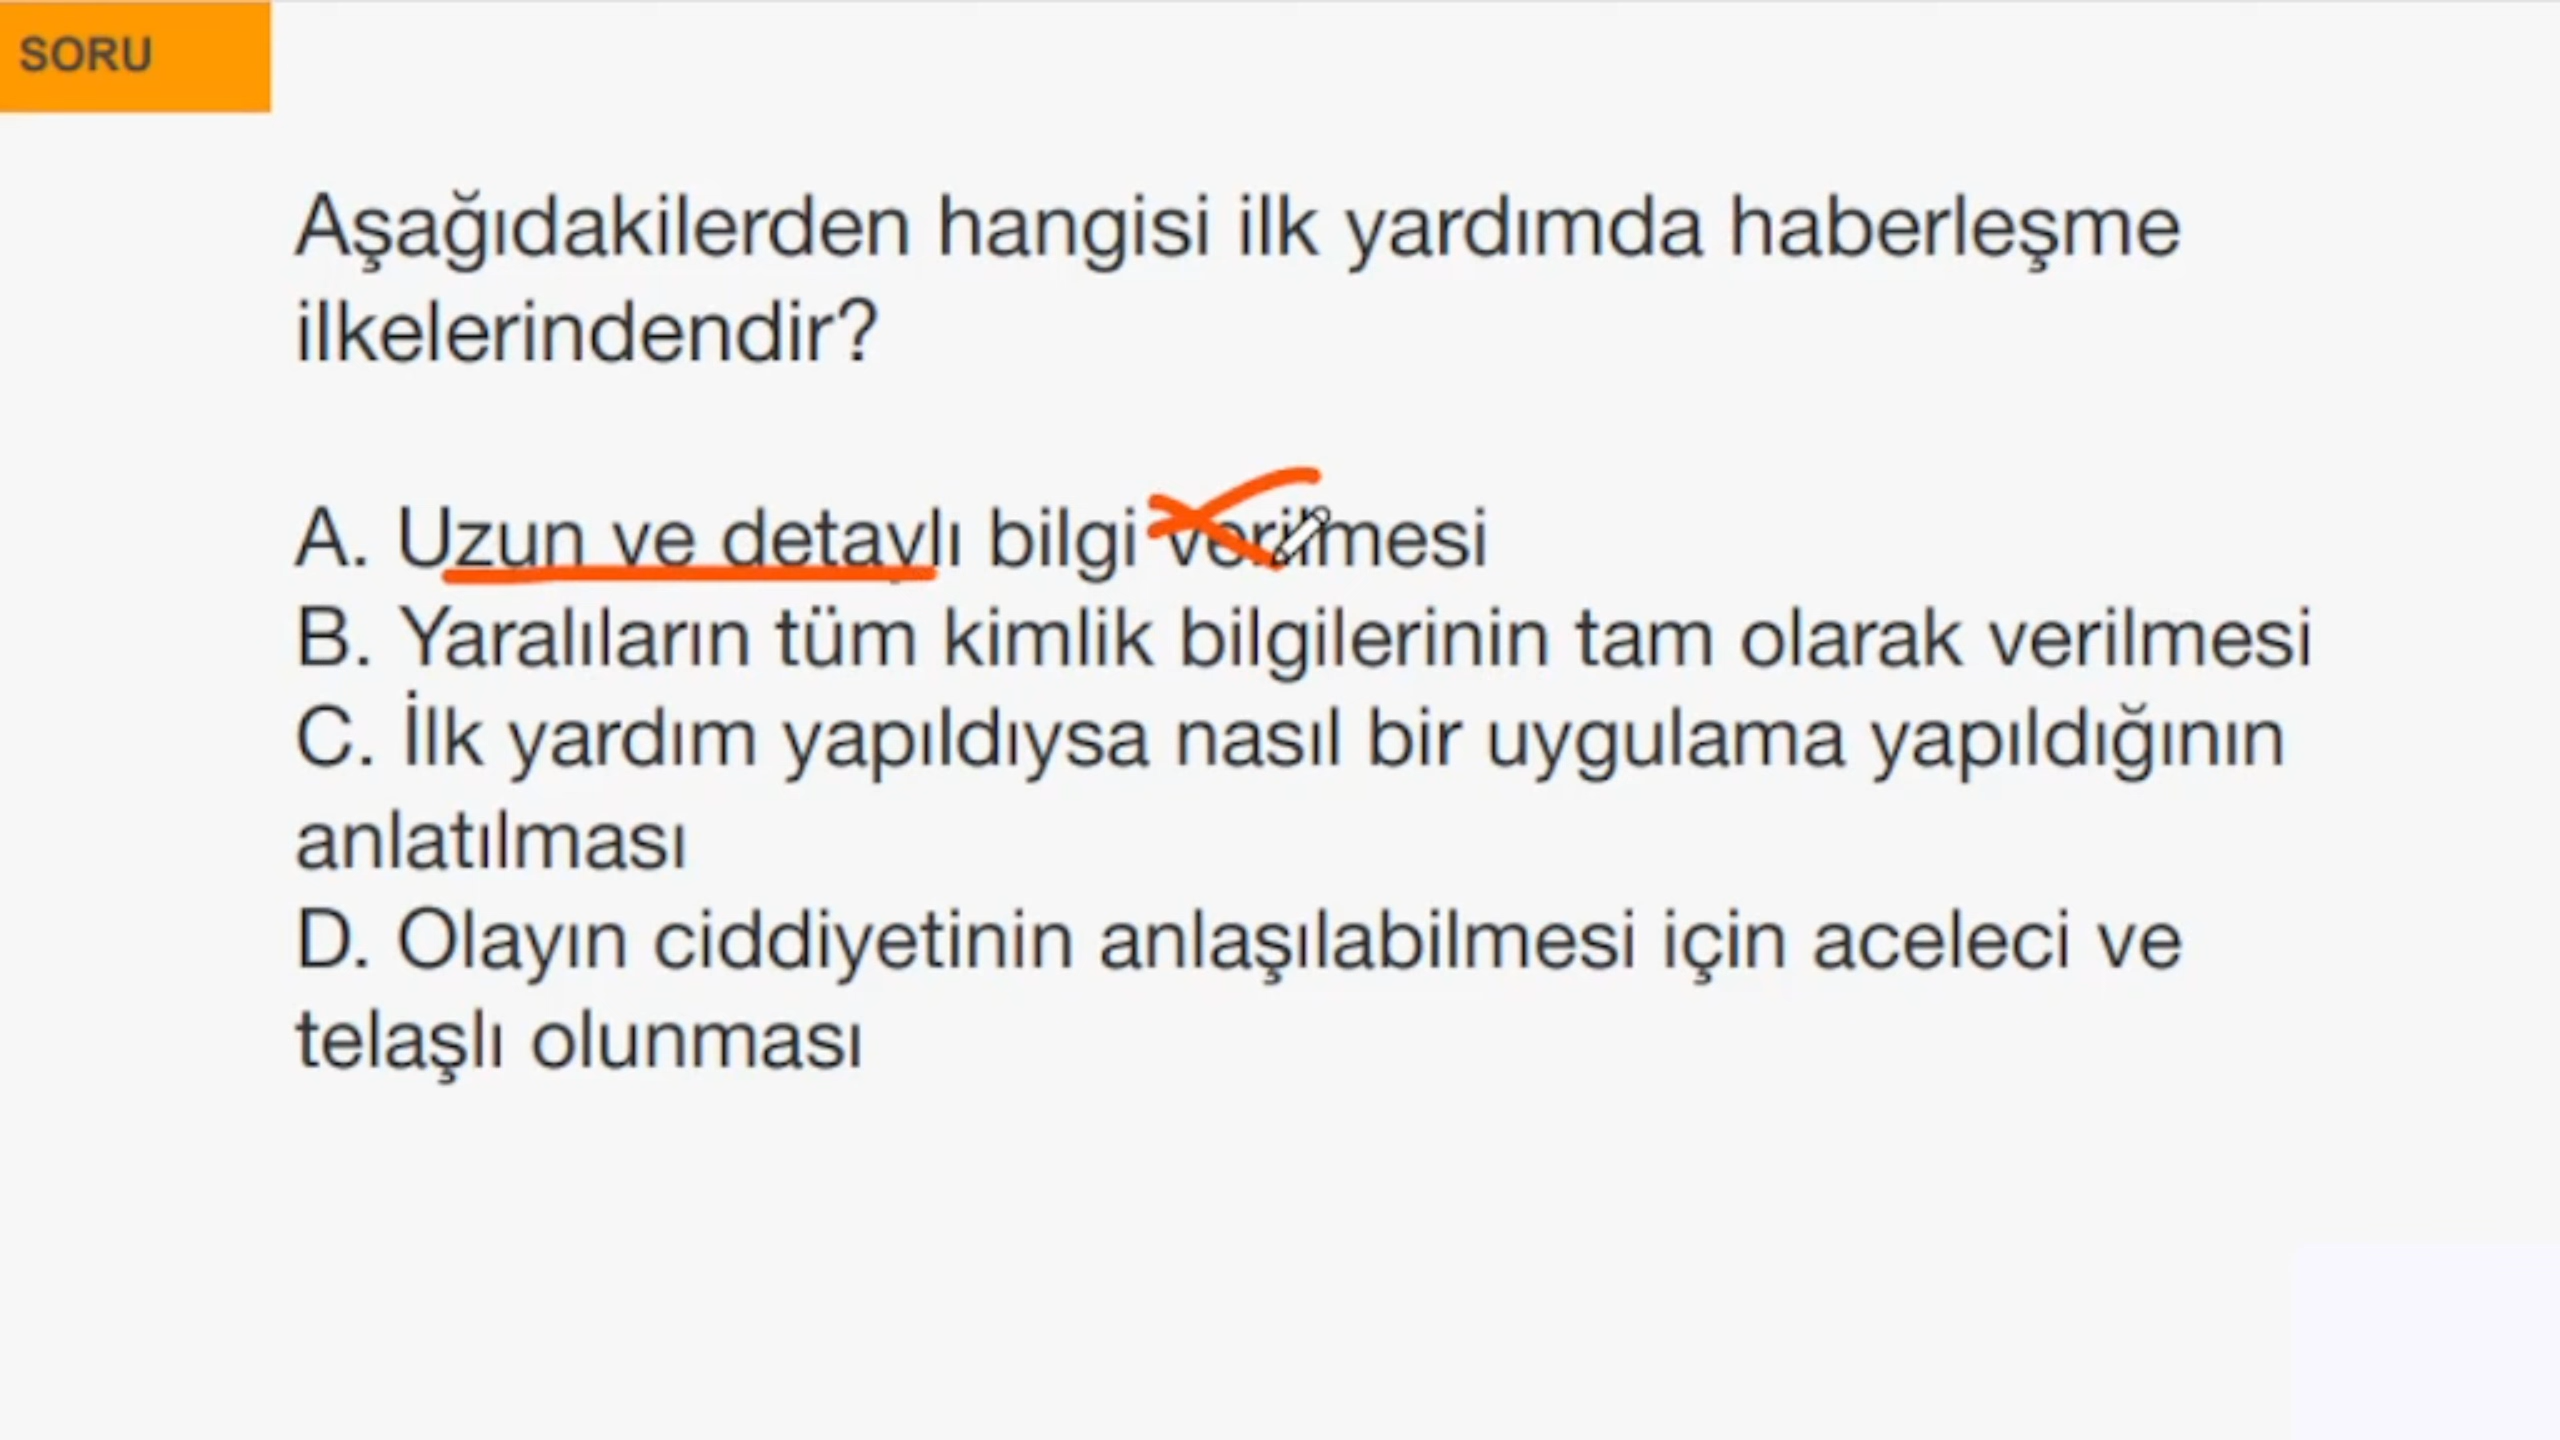 SORU
Aşağıdakilerden hangisi ilk yardımda haberleşme
ilkelerindendir?
A. Uzun ve detaylı bilgi verilmesi
B. Yaralıların tüm kimlik bilgilerinin tam olarak verilmesi
C. İlk yardım yapıldıysa nasıl bir uygulama yapıldığının
anlatılması
D. Olayın ciddiyetinin anlaşılabilmesi için aceleci ve
telaşlı olunması